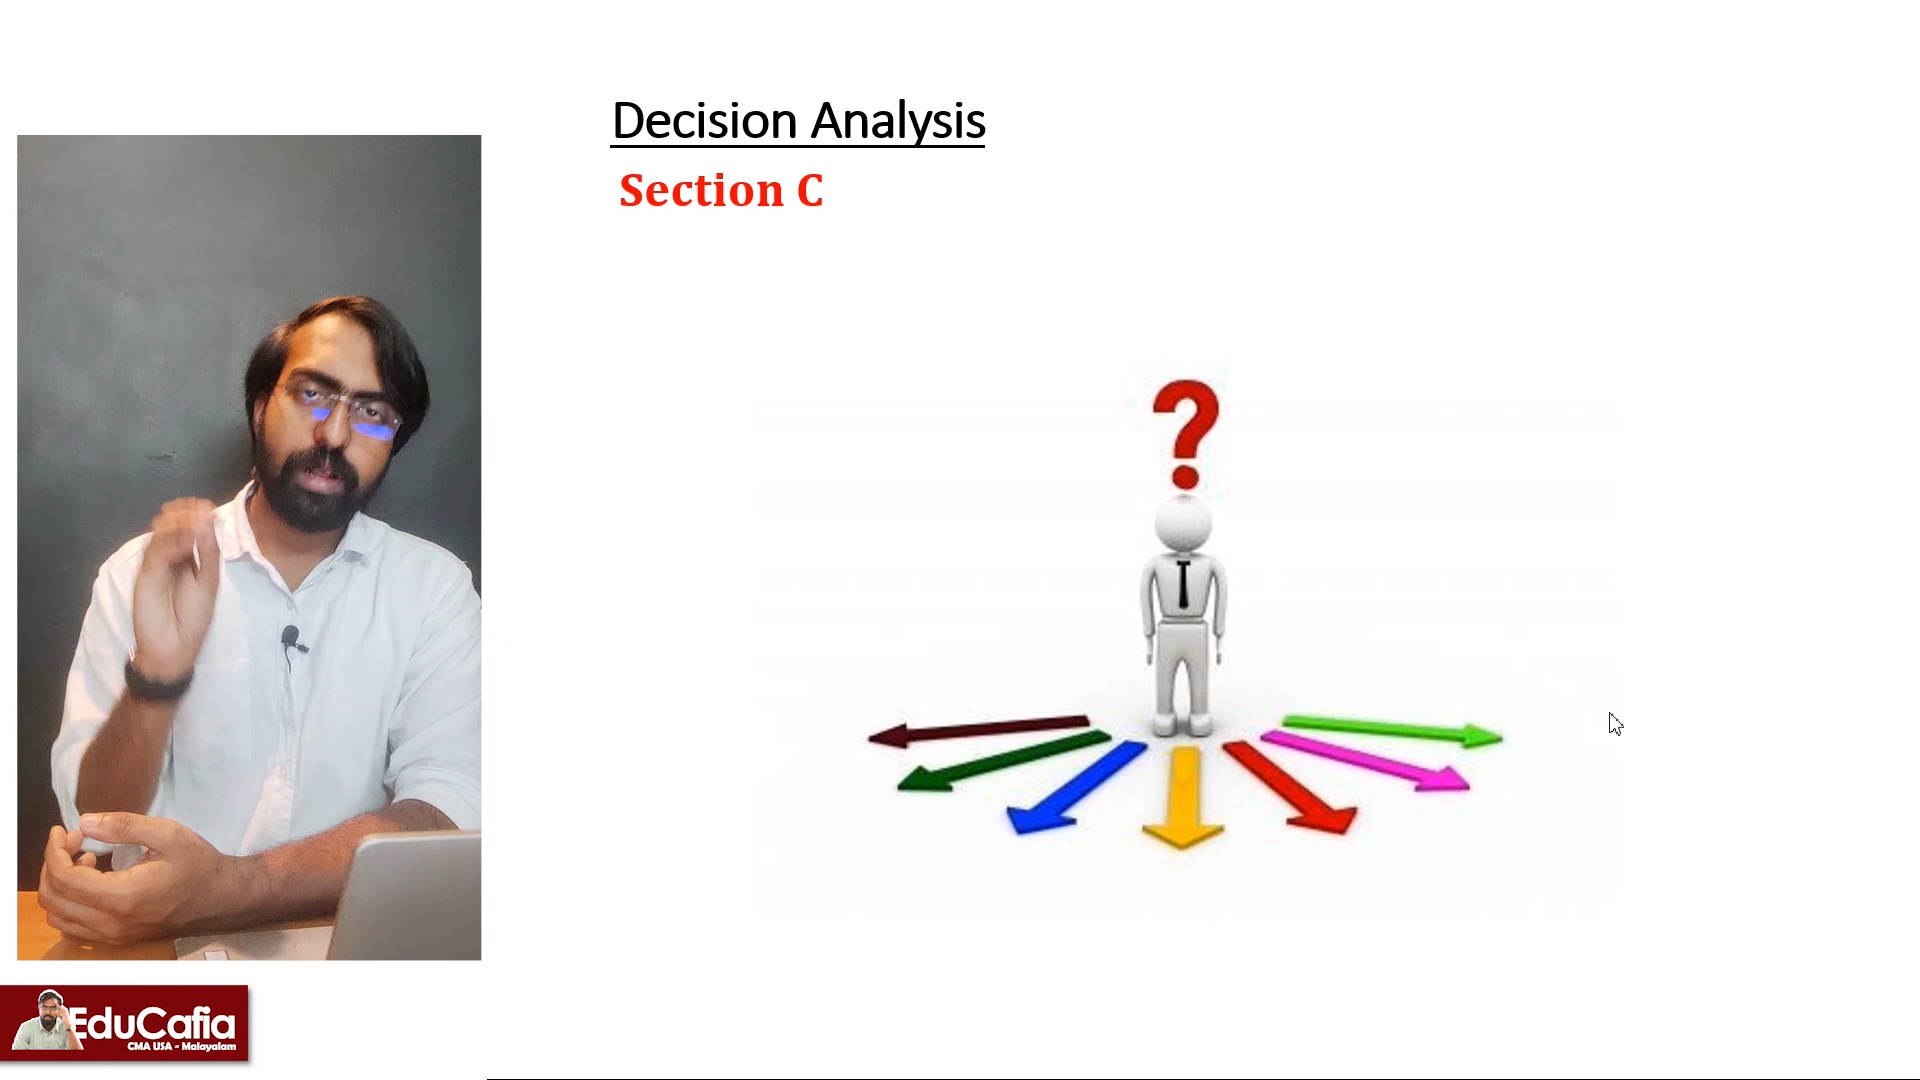 Decision Analysis
Section C
?
EduCafia
CMA USA - Malayalam